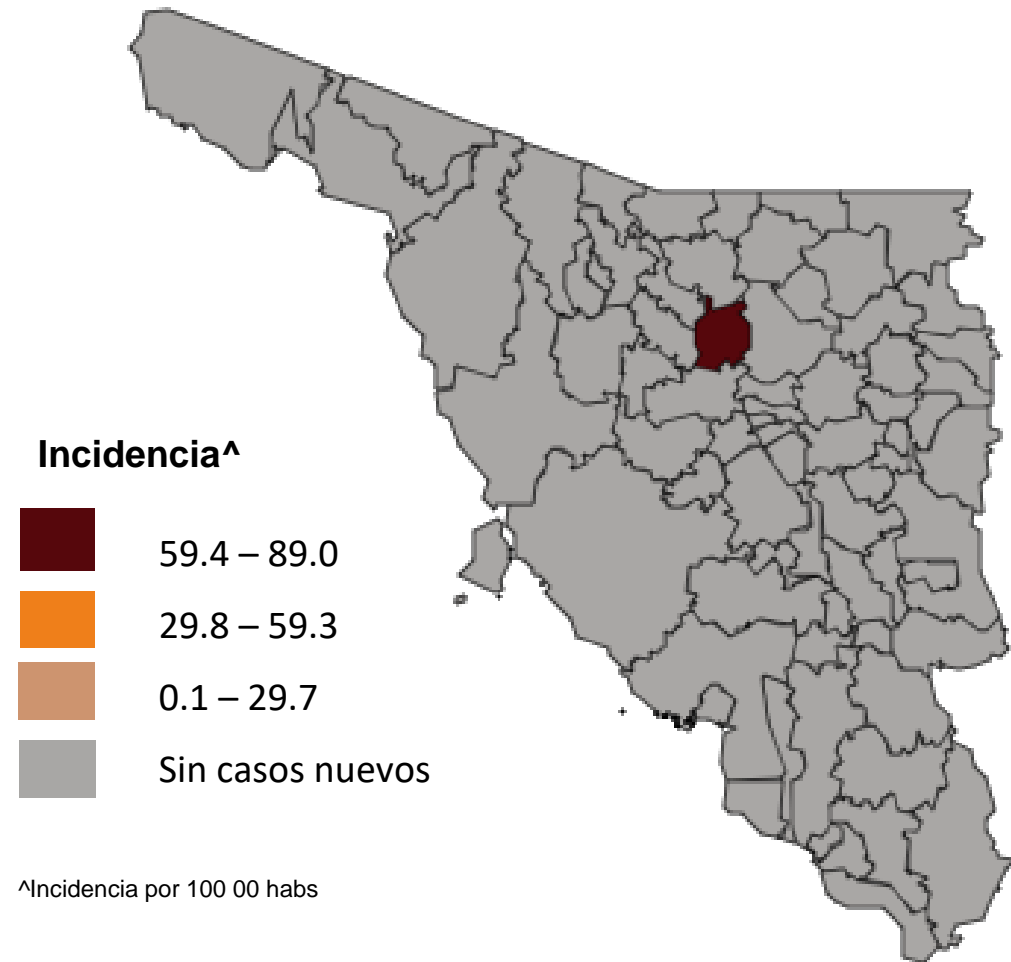 Incidencia^
59.4 – 89.0
29.8 – 59.3
0.1 – 29.7
Sin casos nuevos
^Incidencia por 100 00 habs